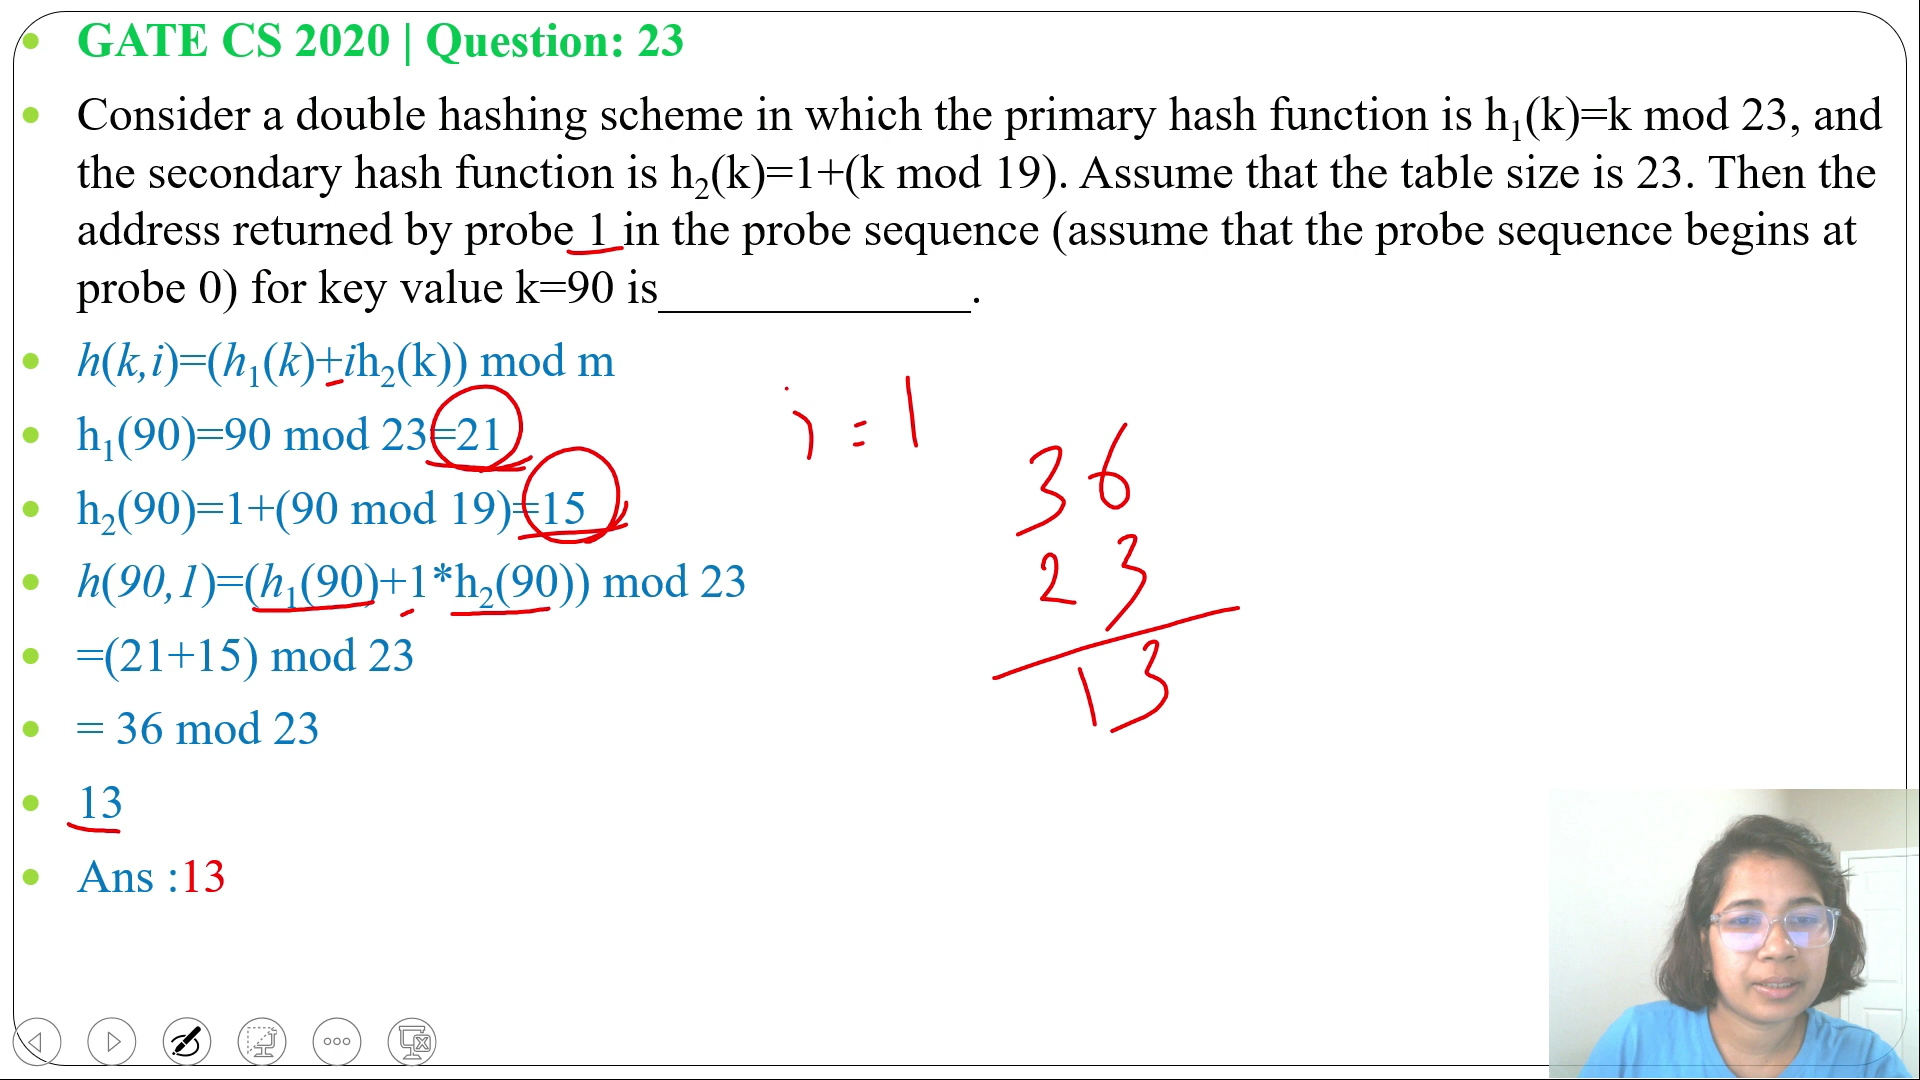 GATE CS 2020 | Question: 23
Consider a double hashing scheme in which the primary hash function is h₁(k)=k mod 23, and
the secondary hash function is h₂(k)=1+(k mod 19). Assume that the table size is 23. Then the
address returned by probe 1 in the probe sequence (assume that the probe sequence begins at
probe 0) for key value k=90 is_____________.
h(k,i)=(h₁(k)+ih₂(k)) mod m
h₁(90)=90 mod 23=21
h₂(90)=1+(90 mod 19)=15
h(90,1)=(h₁(90)+1*h₂(90)) mod 23
=(21+15) mod 23
= 36 mod 23
13
Ans :13
i = 1
36
23
13